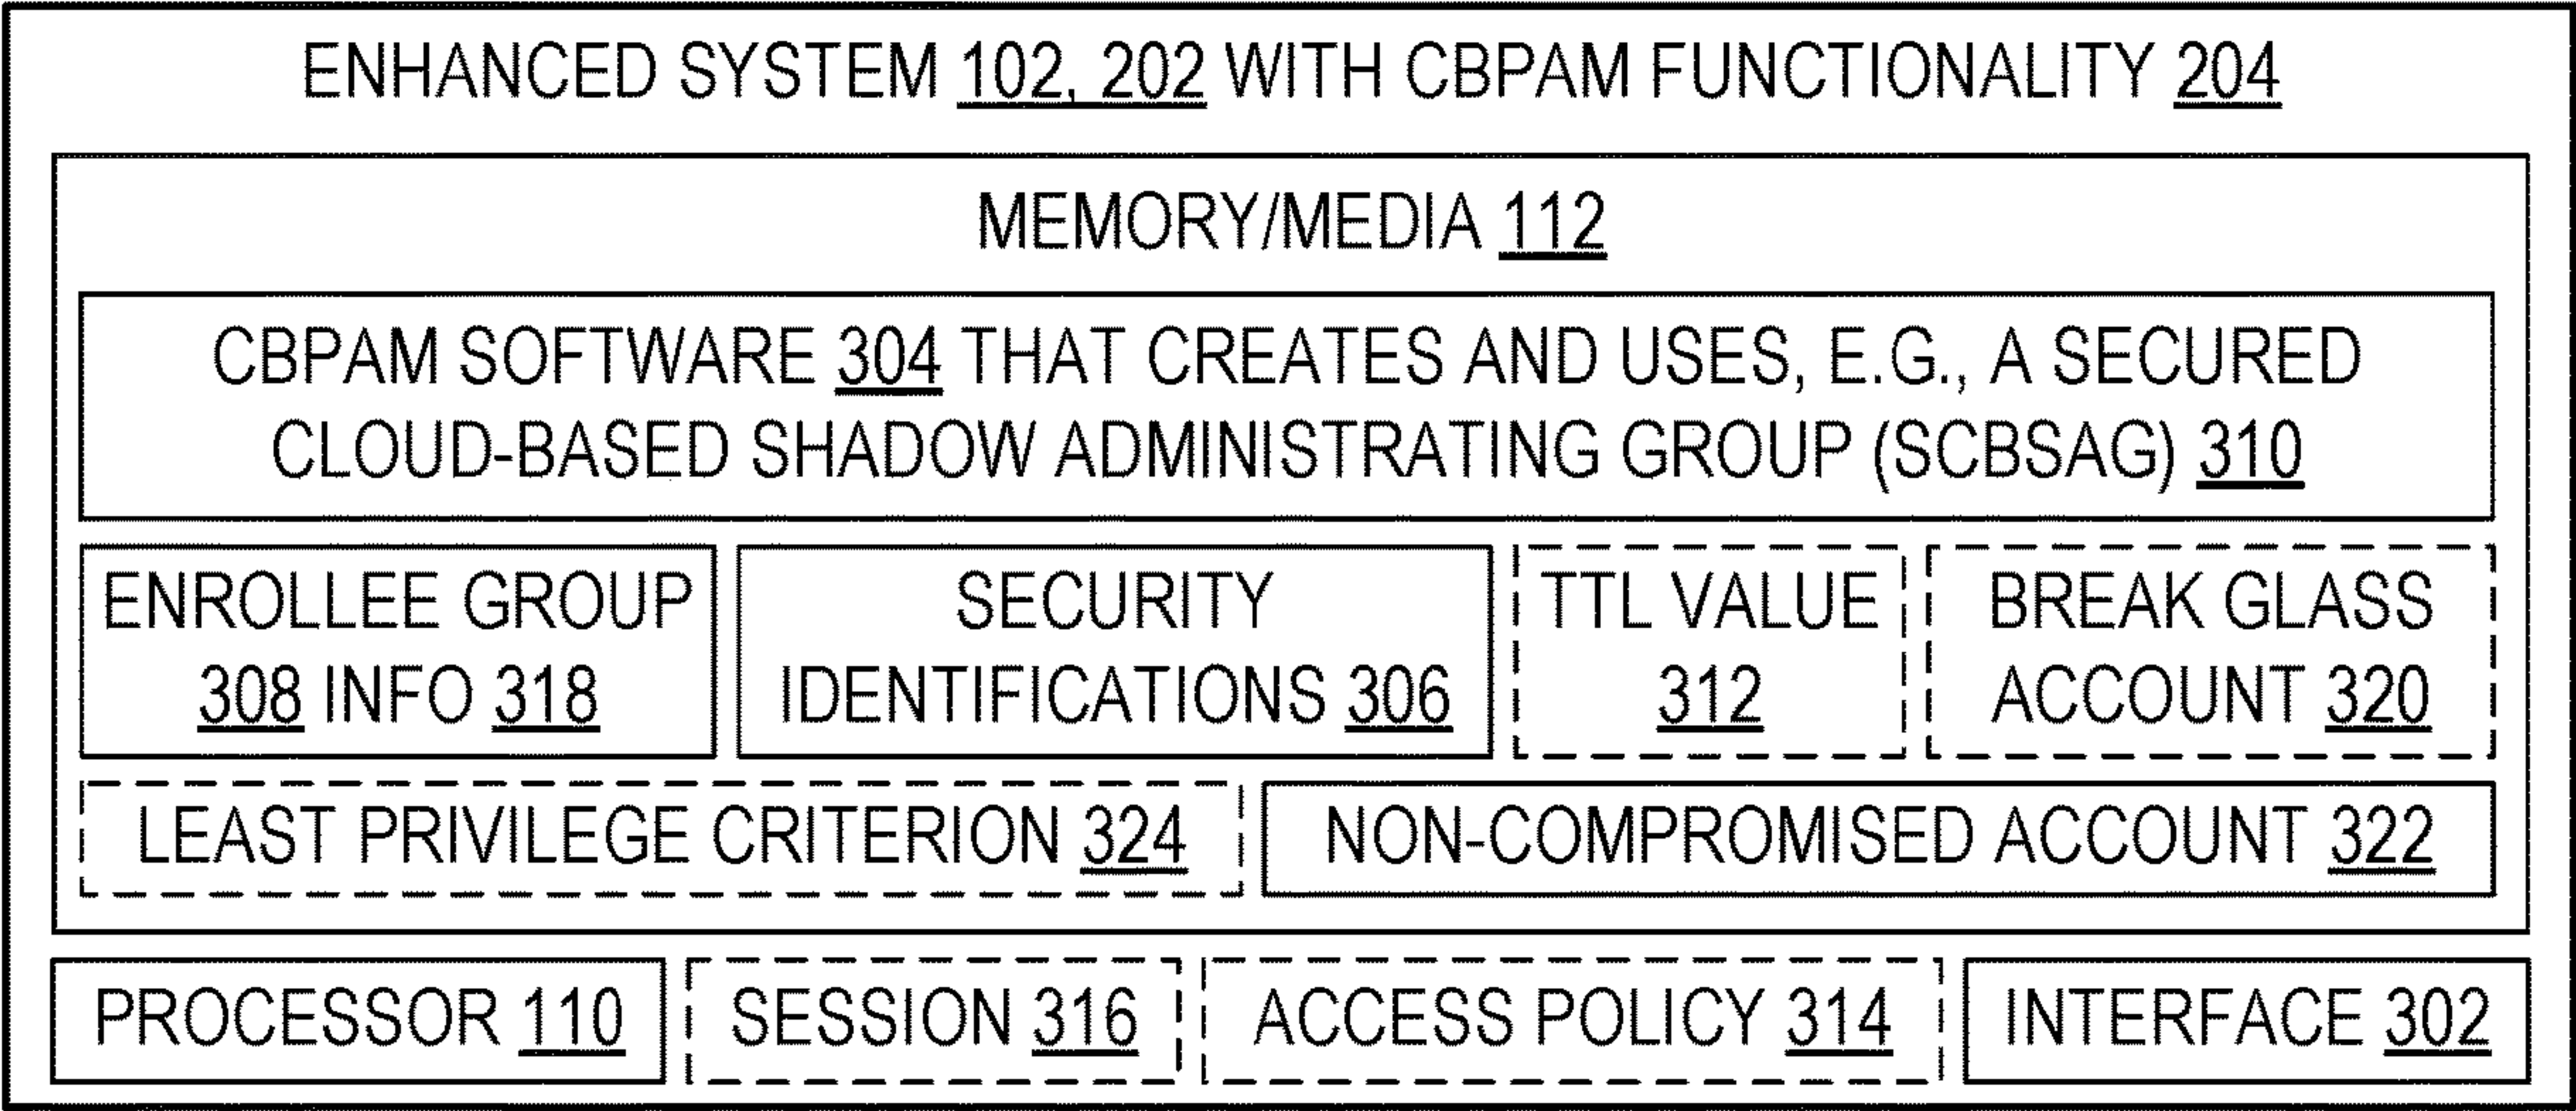 ENHANCED SYSTEM 102, 202 WITH CBPAM FUNCTIONALITY 204
MEMORY/MEDIA 112
CBPAM SOFTWARE 304 THAT CREATES AND USES, E.G., A SECURED
CLOUD-BASED SHADOW ADMINISTRATING GROUP (SCBSAG) 310
ENROLLEE GROUP
308 INFO 318
SECURITY
IDENTIFICATIONS 306
TTL VALUE
312
BREAK GLASS
ACCOUNT 320
LEAST PRIVILEGE CRITERION 324
NON-COMPROMISED ACCOUNT 322
PROCESSOR 110
SESSION 316
ACCESS POLICY 314
INTERFACE 302